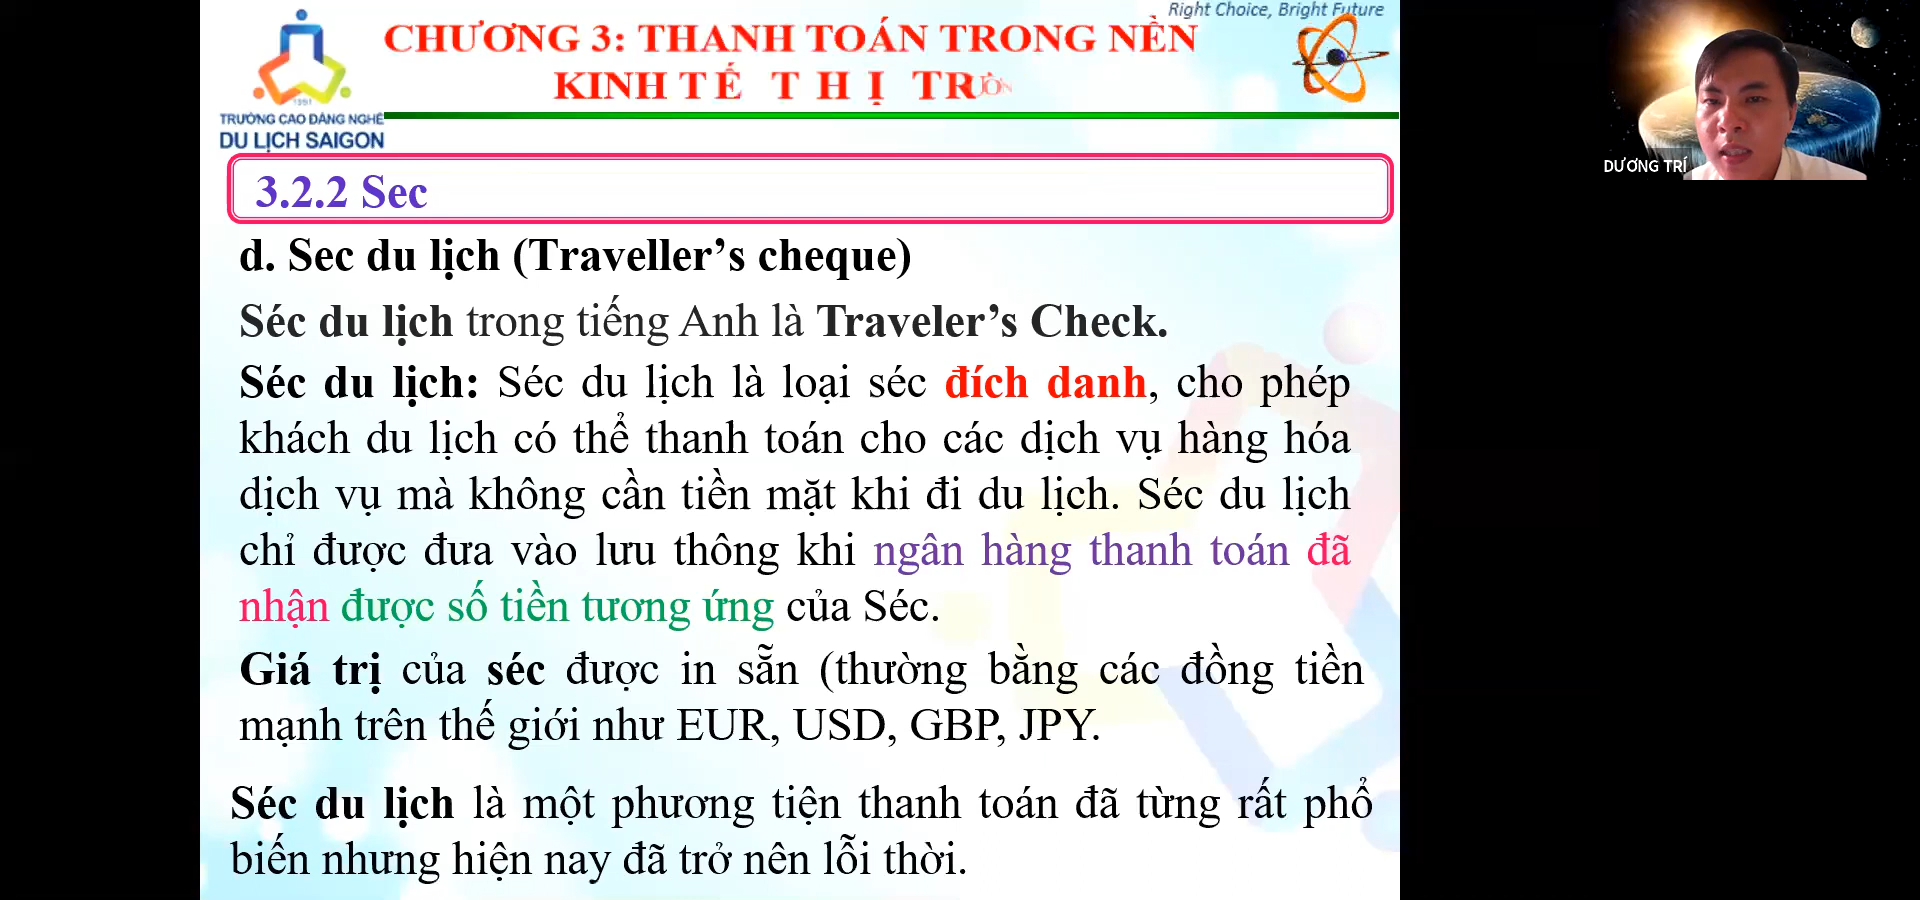 Right Choice, Bright Future
CHƯƠNG 3: THANH TOÁN TRONG NỀN
KINH TẾ THỊ TRƯỜN
1991
TRƯỜNG CAO ĐẲNG NGHỀ
DU LỊCH SAIGON
DƯƠNG TRÍ
3.2.2 Sec
d. Sec du lịch (Traveller’s cheque)
Séc du lịch trong tiếng Anh là Traveler’s Check.
Séc du lịch: Séc du lịch là loại séc đích danh, cho phép
khách du lịch có thể thanh toán cho các dịch vụ hàng hóa
dịch vụ mà không cần tiền mặt khi đi du lịch. Séc du lịch
chỉ được đưa vào lưu thông khi ngân hàng thanh toán đã
nhận được số tiền tương ứng của Séc.
Giá trị của séc được in sẵn (thường bằng các đồng tiền
mạnh trên thế giới như EUR, USD, GBP, JPY.
Séc du lịch là một phương tiện thanh toán đã từng rất phổ
biến nhưng hiện nay đã trở nên lỗi thời.